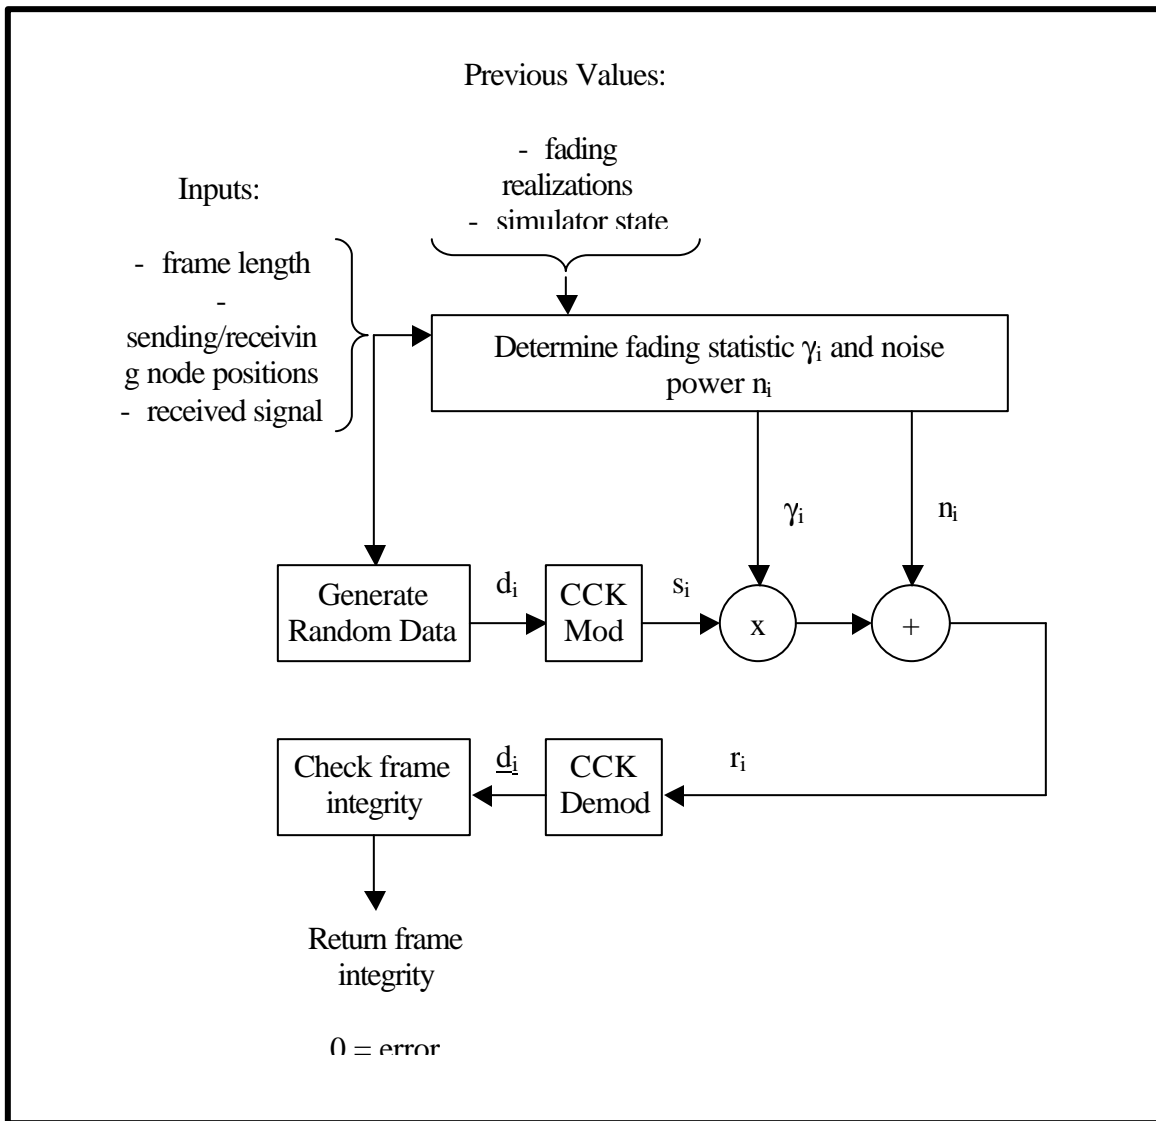 Previous Values:
- fading
realizations
- simulator state
Inputs:
- frame length
-
sending/receivin
g node positions
- received signal
Determine fading statistic γi and noise
power ni
γi
ni
Generate
Random Data
di
CCK
Mod
si
x
+
Check frame
integrity
di
CCK
Demod
ri
Return frame
integrity
0 = error